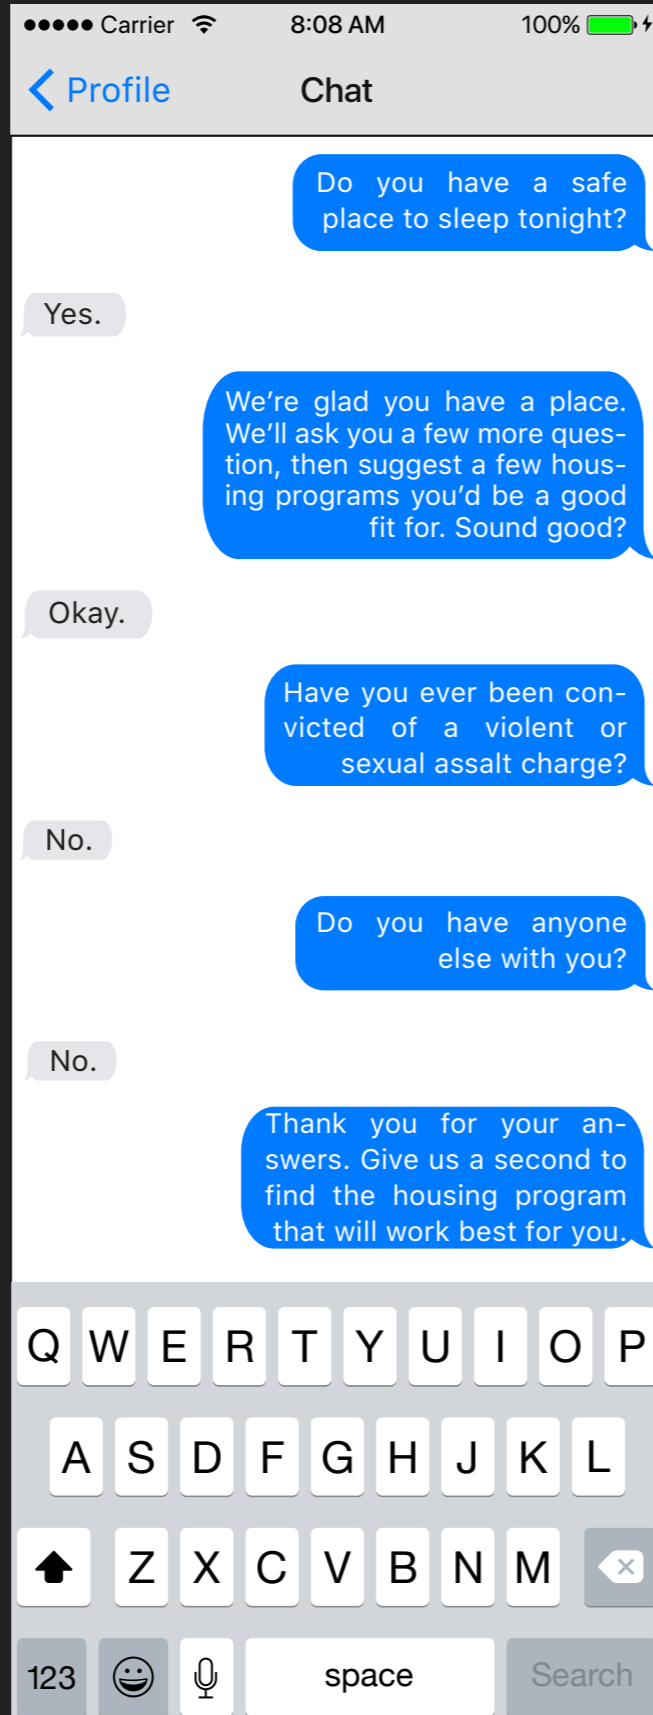 Carrier 8:08 AM 100%
Profile Chat
Do you have a safe
place to sleep tonight?
Yes.
We’re glad you have a place.
We’ll ask you a few more ques-
tion, then suggest a few hous-
ing programs you’d be a good
fit for. Sound good?
Okay.
Have you ever been con-
victed of a violent or
sexual assalt charge?
No.
Do you have anyone
else with you?
No.
Thank you for your an-
swers. Give us a second to
find the housing program
that will work best for you.
Q W E R T Y U I O P
A S D F G H J K L
Z X C V B N M
123 space Search